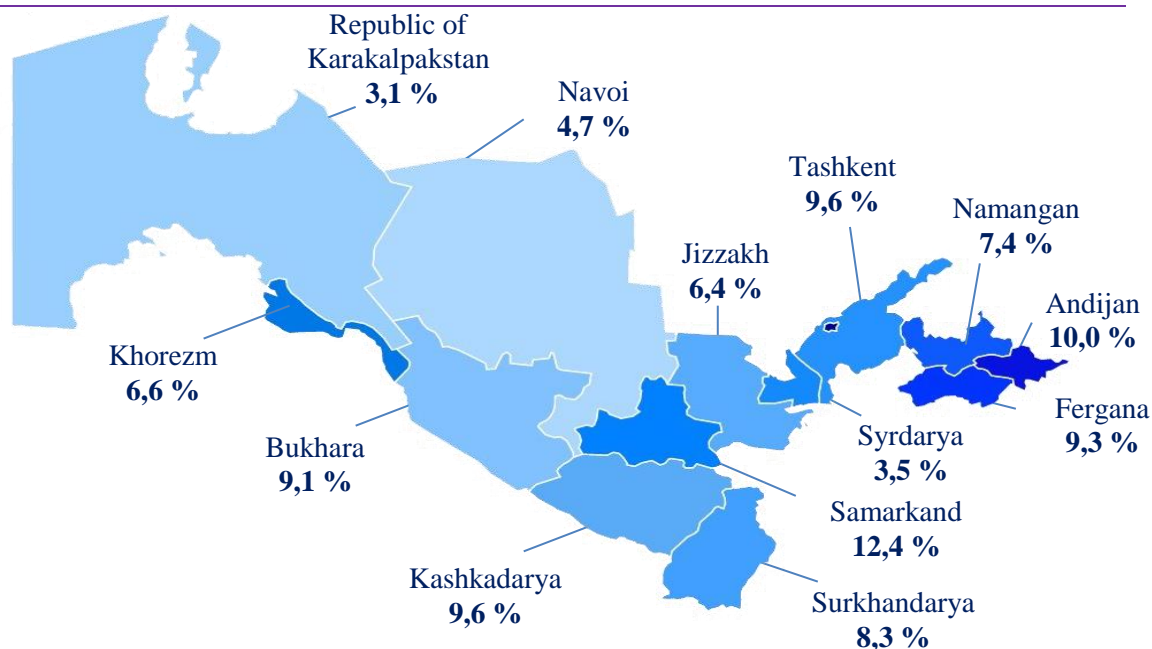 Republic of
Karakalpakstan
3,1 %
Navoi
4,7 %
Tashkent
9,6 %
Namangan
7,4 %
Jizzakh
6,4 %
Andijan
10,0 %
Khorezm
6,6 %
Fergana
9,3 %
Bukhara
9,1 %
Syrdarya
3,5 %
Samarkand
12,4 %
Kashkadarya
9,6 %
Surkhandarya
8,3 %